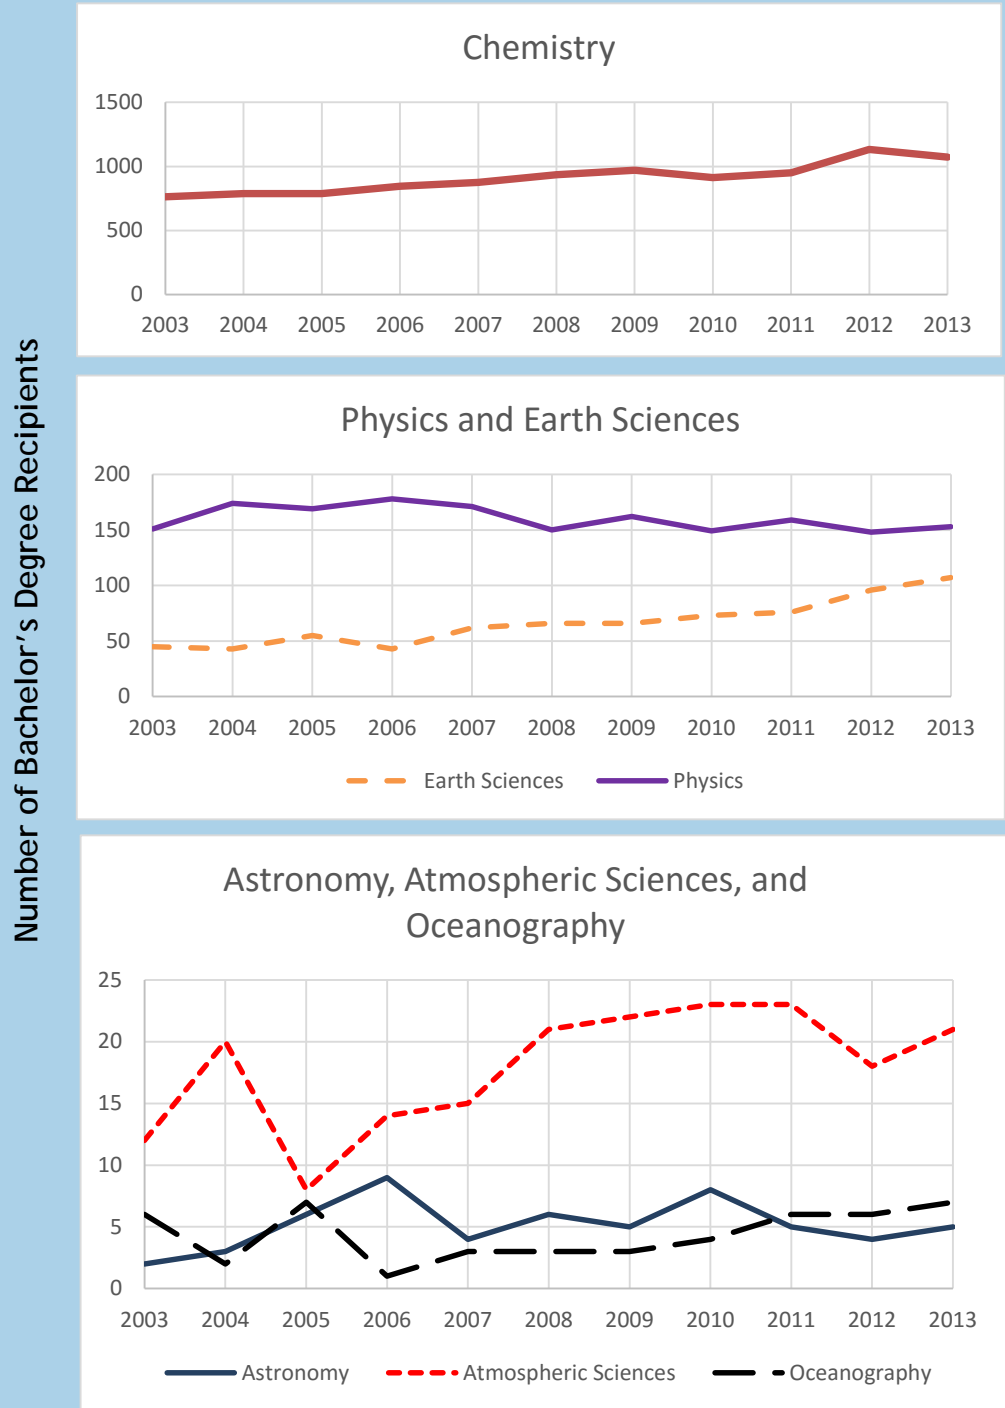 Number of Bachelor's Degree Recipients
Chemistry
1500
1000
500
0
2003 2004 2005 2006 2007 2008 2009 2010 2011 2012 2013
Physics and Earth Sciences
200
150
100
50
0
2003 2004 2005 2006 2007 2008 2009 2010 2011 2012 2013
Earth Sciences Physics
Astronomy, Atmospheric Sciences, and
Oceanography
25
20
15
10
5
0
2003 2004 2005 2006 2007 2008 2009 2010 2011 2012 2013
Astronomy Atmospheric Sciences Oceanography